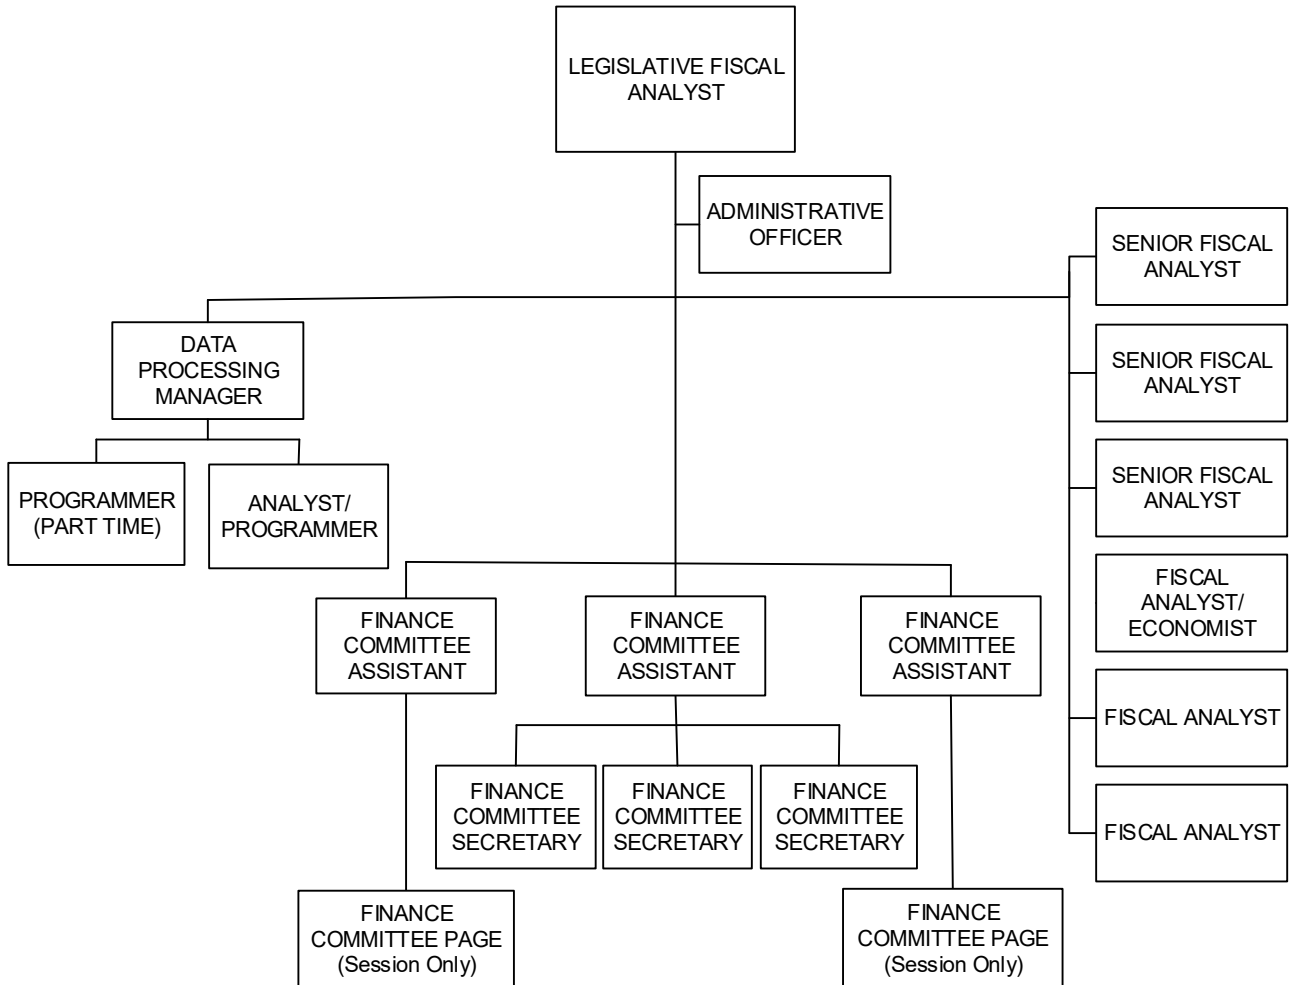 LEGISLATIVE FISCAL
ANALYST
ADMINISTRATIVE
OFFICER
SENIOR FISCAL
ANALYST
DATA
PROCESSING
MANAGER
SENIOR FISCAL
ANALYST
PROGRAMMER
(PART TIME)
ANALYST/
PROGRAMMER
SENIOR FISCAL
ANALYST
FISCAL
ANALYST/
ECONOMIST
FINANCE
COMMITTEE
ASSISTANT
FINANCE
COMMITTEE
ASSISTANT
FINANCE
COMMITTEE
ASSISTANT
FISCAL ANALYST
FINANCE
COMMITTEE
SECRETARY
FINANCE
COMMITTEE
SECRETARY
FINANCE
COMMITTEE
SECRETARY
FISCAL ANALYST
FINANCE
COMMITTEE PAGE
(Session Only)
FINANCE
COMMITTEE PAGE
(Session Only)